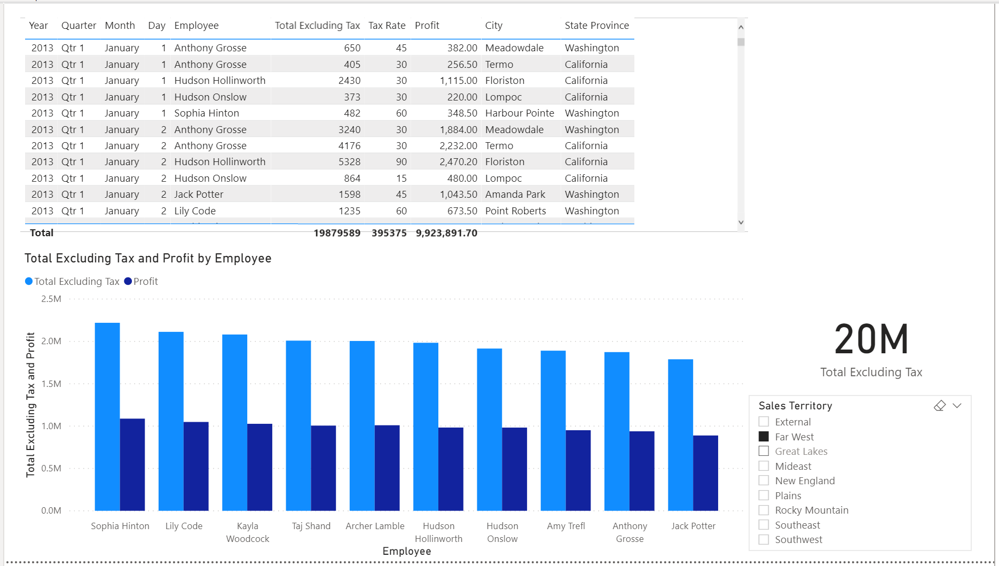 Year Quarter Month Day Employee Total Excluding Tax Tax Rate Profit City State Province
2013 Qtr 1 January 1 Anthony Grosse 650 45 382.00 Meadowdale Washington
2013 Qtr 1 January 1 Anthony Grosse 405 30 256.50 Termo California
2013 Qtr 1 January 1 Hudson Hollinworth 2430 30 1,115.00 Floriston California
2013 Qtr 1 January 1 Hudson Onslow 373 30 220.00 Lompoc California
2013 Qtr 1 January 1 Sophia Hinton 482 60 348.50 Harbour Pointe Washington
2013 Qtr 1 January 2 Anthony Grosse 3240 30 1,884.00 Meadowdale Washington
2013 Qtr 1 January 2 Anthony Grosse 4176 30 2,232.00 Termo California
2013 Qtr 1 January 2 Hudson Hollinworth 5328 90 2,470.20 Floriston California
2013 Qtr 1 January 2 Hudson Onslow 864 15 480.00 Lompoc California
2013 Qtr 1 January 2 Jack Potter 1598 45 1,043.50 Amanda Park Washington
2013 Qtr 1 January 2 Lily Code 1235 60 673.50 Point Roberts Washington
Total 19879589 395375 9,923,891.70
Total Excluding Tax and Profit by Employee
Total Excluding Tax Profit
2.5M
2.0M
1.5M
1.0M
0.5M
0.0M
Total Excluding Tax and Profit
Sophia Hinton
Lily Code
Kayla
Woodcock
Taj Shand
Archer Lamble
Hudson
Hollinworth
Hudson
Onslow
Amy Trefl
Anthony
Grosse
Jack Potter
Employee
20M
Total Excluding Tax
Sales Territory
External
Far West
Great Lakes
Mideast
New England
Plains
Rocky Mountain
Southeast
Southwest